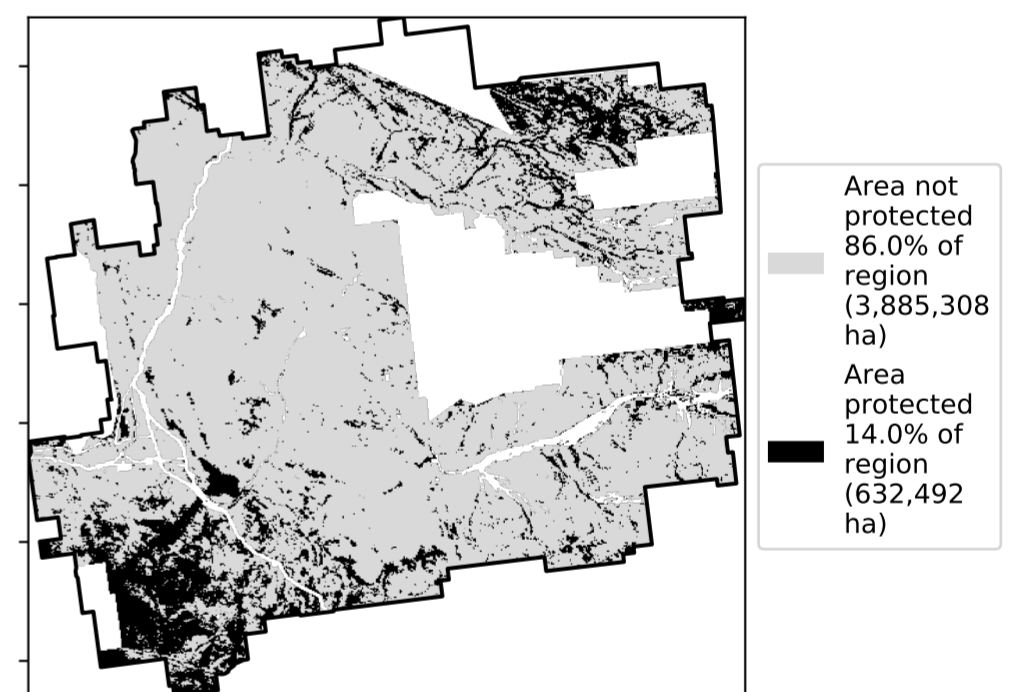 Area not
protected
86.0% of
region
(3,885,308
ha)
Area
protected
14.0% of
region
(632,492
ha)